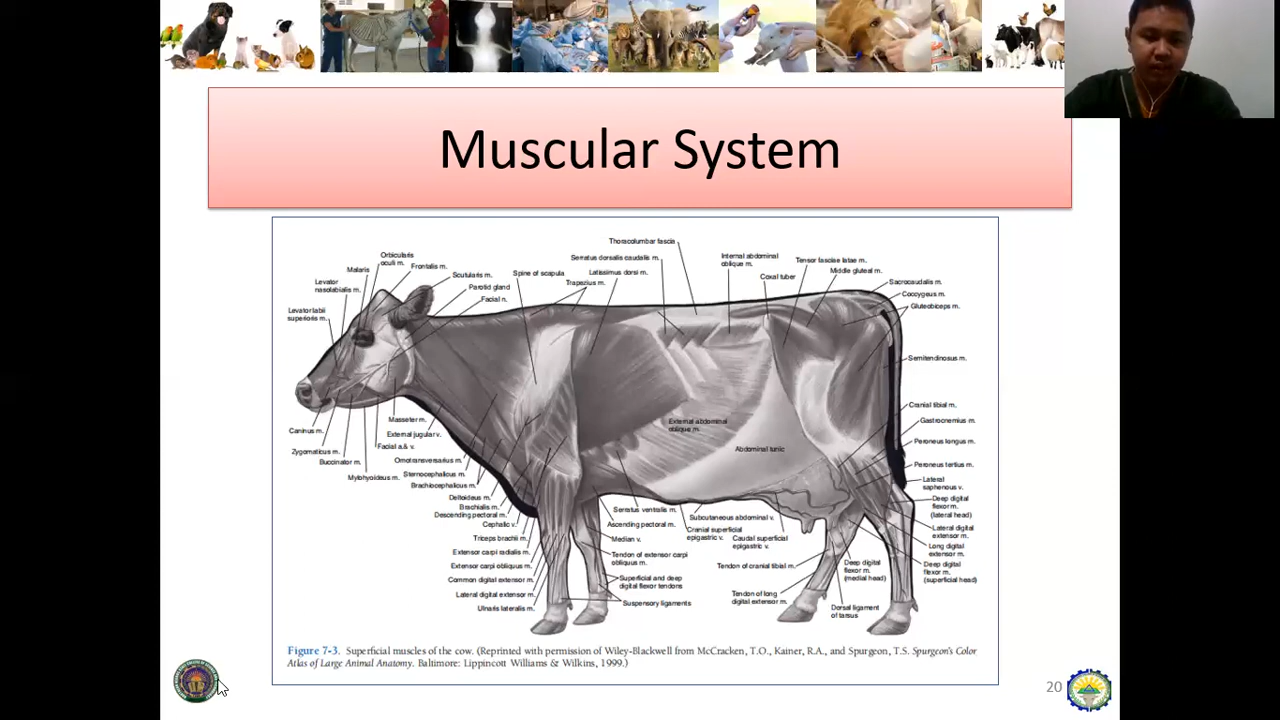 Muscular System
Thoracolumbar fascia
Serratus dorsalis caudalis m.
Internal abdominal
oblique m.
Tensor fasciae latae m.
Orbicularis
oculi m.
Frontalis m.
Malaris
Scutularis m.
Spine of scapula
Latissimus dorsi m.
Coxal tuber
Middle gluteal m.
Levator
nasolabialis m.
Parotid gland
Trapezius m.
Sacrocaudalis m.
Facial n.
Coccygeus m.
Levator labii
superioris m.
Gluteobiceps m.
Semitendinosus m.
Cranial tibial m.
Masseter m.
External abdominal
oblique m.
Gastrocnemius m.
Caninus m.
External jugular v.
Peroneus longus m.
Zygomaticus m.
Facial a.& v.
Abdominal tunic
Buccinator m.
Omotransversarius m.
Peroneus tertius m.
Mylohyoideus m.
Sternocephalicus m.
Brachiocephalicus m.
Lateral
saphenous v.
Deltoideus m.
Brachialis m.
Descending pectoral m.
Cephalic v.
Triceps brachii m.
Extensor carpi radialis m.
Extensor carpi obliquus m.
Common digital extensor m.
Lateral digital extensor m.
Ulnaris lateralis m.
Serratus ventralis m.
Ascending pectoral m.
Median v.
Tendon of extensor carpi
obliquus m.
Superficial and deep
digital flexor tendons
Suspensory ligaments
Subcutaneous abdominal v.
Cranial superficial
epigastric v.
Caudal superficial
epigastric v.
Tendon of cranial tibial m.
Tendon of long
digital extensor m.
Deep digital
flexor m.
(medial head)
Dorsal ligament
of tarsus
Deep digital
flexor m.
(lateral head)
Lateral digital
extensor m.
Long digital
extensor m.
Deep digital
flexor m.
(superficial head)
Figure 7-3. Superficial muscles of the cow. (Reprinted with permission of Wiley-Blackwell from McCracken, T.O., Kainer, R.A., and Spurgeon, T.S. Spurgeon's Color
Atlas of Large Animal Anatomy. Baltimore: Lippincott Williams & Wilkins, 1999.)
20